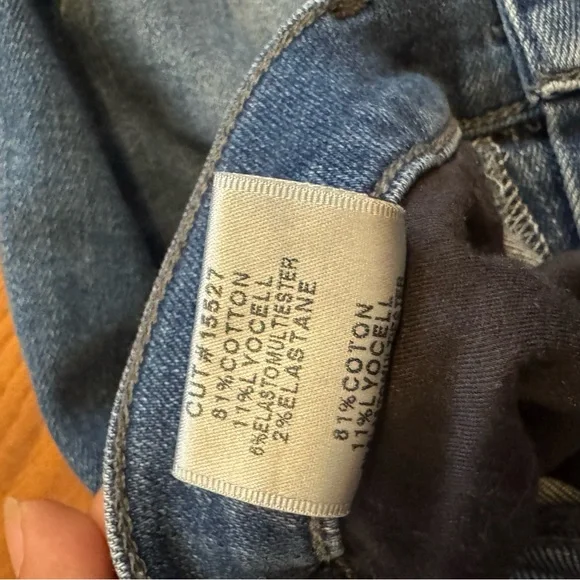 CUT# 15527
81%COTTON
11%LYOCELL
6%ELASTOMULTIESTER
2%ELASTANE
81%COTON
11%LYOCELL